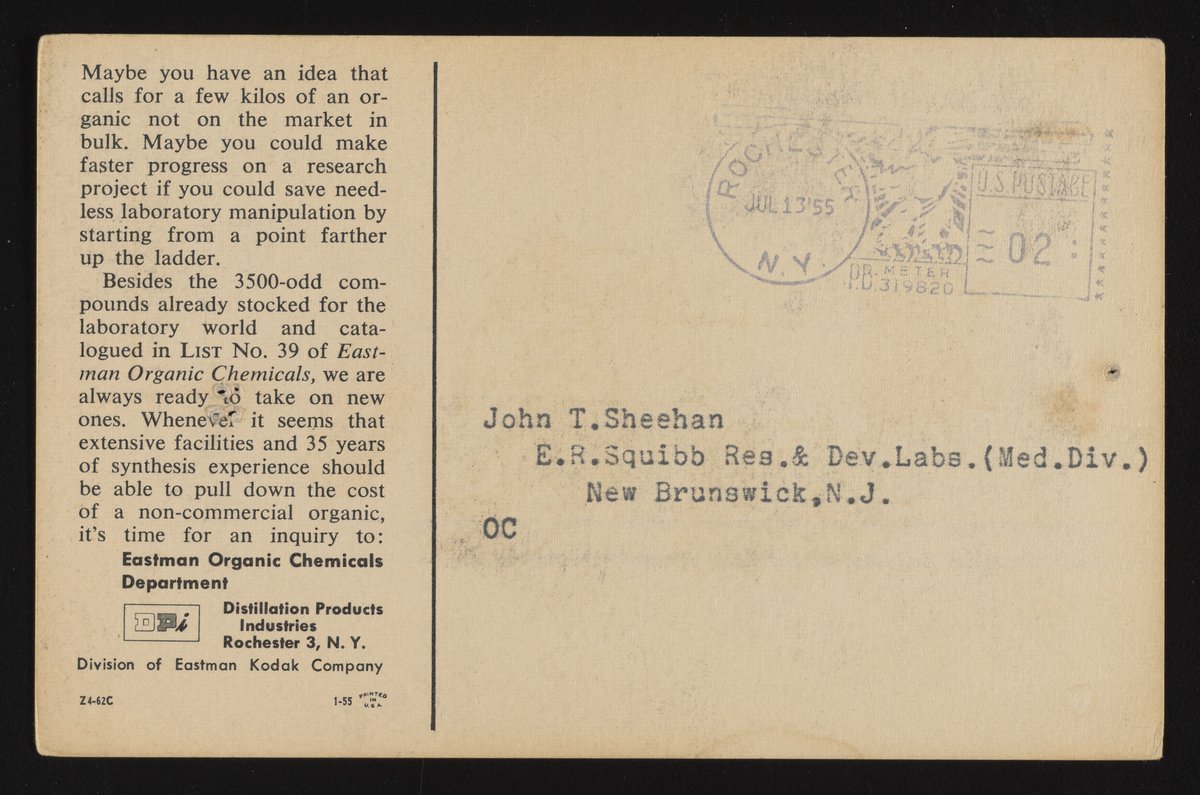 Maybe you have an idea that
calls for a few kilos of an or-
ganic not on the market in
bulk. Maybe you could make
faster progress on a research
project if you could save need-
less laboratory manipulation by
starting from a point farther
up the ladder.
Besides the 3500-odd com-
pounds already stocked for the
laboratory world and cata-
logued in LIST NO. 39 of East-
man Organic Chemicals, we are
always ready to take on new
ones. Whenever it seems that
extensive facilities and 35 years
of synthesis experience should
be able to pull down the cost
of a non-commercial organic,
it's time for an inquiry to:
Eastman Organic Chemicals
Department
DPi
Distillation Products
Industries
Rochester 3, N. Y.
Division of Eastman Kodak Company
Z4-62C
1-55 PRINTED
IN
U.S.A.
ROCHESTER
JUL 13'55
N.Y.
U.S. POSTAGE
02
P.B. METER
319820
John T.Sheehan
E.R.Squibb Res.& Dev.Labs.(Med.Div.)
New Brunswick,N.J.
OC